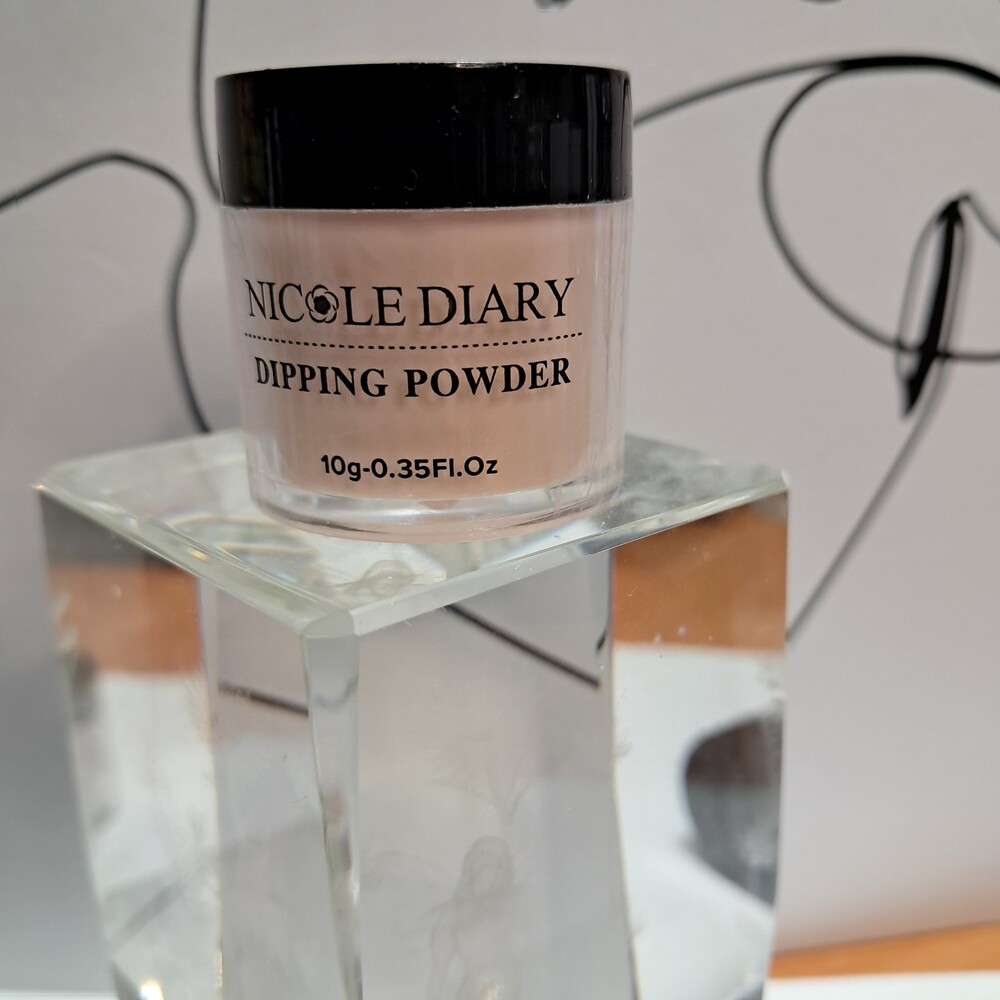 NICOLE DIARY
DIPPING POWDER
10g-0.35Fl.Oz